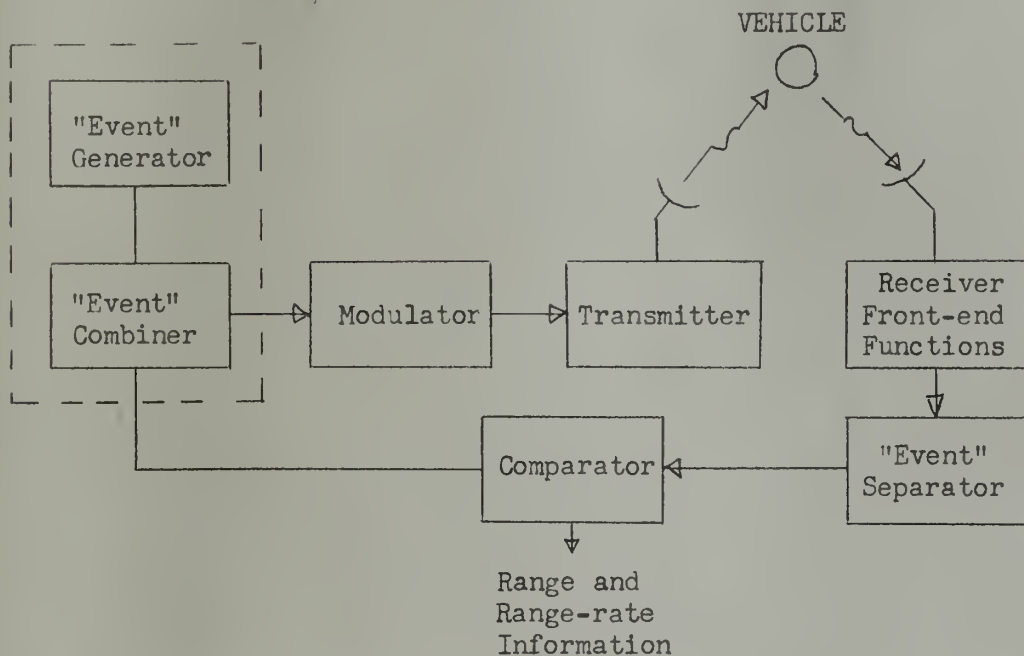 VEHICLE
"Event"
Generator
"Event"
Combiner
Modulator
Transmitter
Receiver
Front-end
Functions
Comparator
"Event"
Separator
Range and
Range-rate
Information